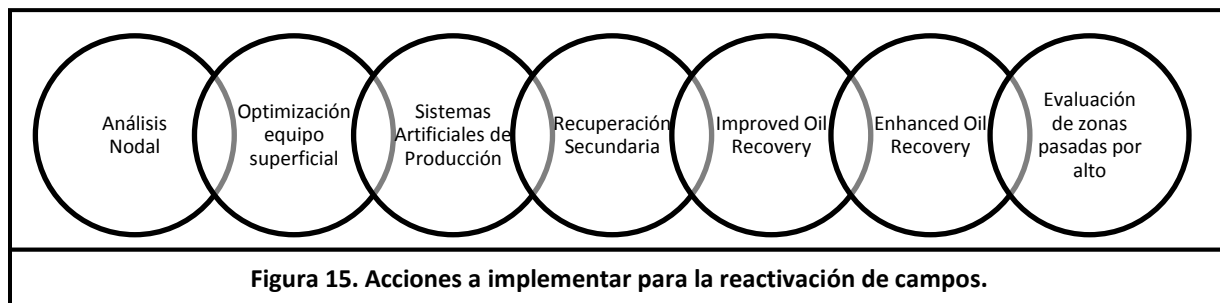 Análisis
Nodal
Optimización
equipo
superficial
Sistemas
Artificiales de
Producción
Recuperación
Secundaria
Improved Oil
Recovery
Enhanced Oil
Recovery
Evaluación
de zonas
pasadas por
alto
Figura 15. Acciones a implementar para la reactivación de campos.